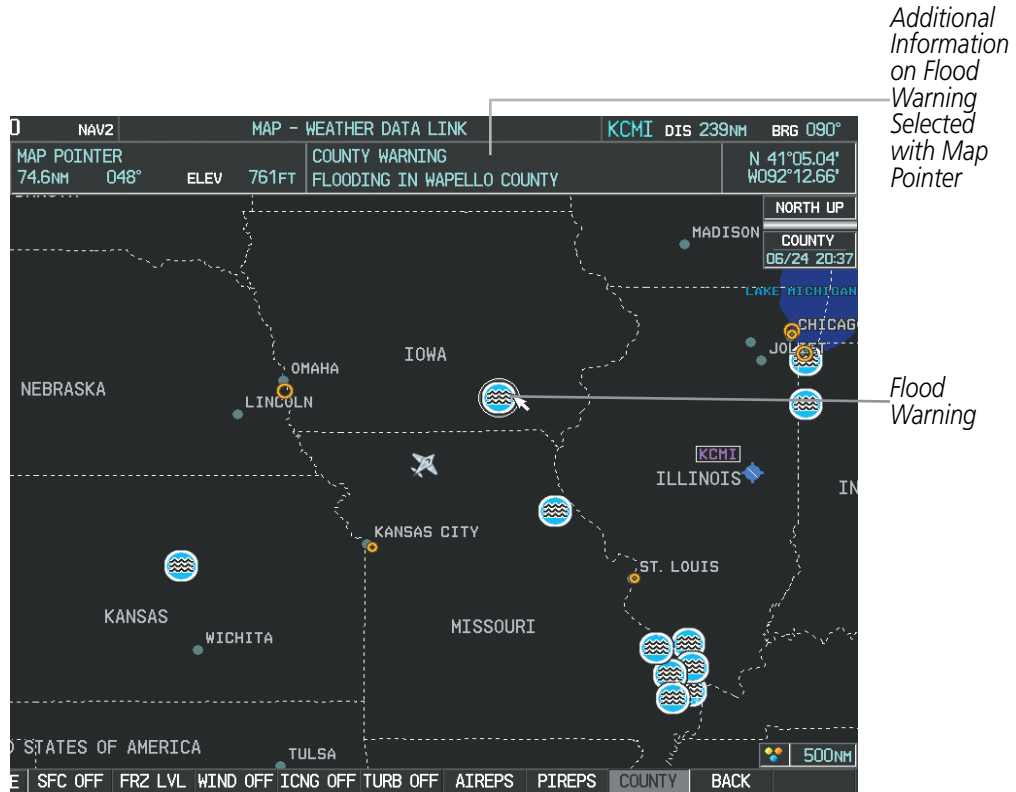 Additional
Information
on Flood
Warning
Selected
with Map
Pointer
NAV2 MAP - WEATHER DATA LINK KCMI DIS 239NM BRG 090°
MAP POINTER COUNTY WARNING N 41°05.04'
74.6NM 048° ELEV 761FT FLOODING IN WAPELLO COUNTY W092°12.66'
NORTH UP
MADISON
COUNTY
06/24 20:37
LAKE MICHIGAN
CHICAG
JOLIET
IOWA
OMAHA
NEBRASKA
LINCOLN
Flood
Warning
KCMI
ILLINOIS
IN
KANSAS CITY
ST. LOUIS
KANSAS
MISSOURI
WICHITA
STATES OF AMERICA
TULSA
500NM
E SFC OFF FRZ LVL WIND OFF ICNG OFF TURB OFF AIREPS PIREPS COUNTY BACK